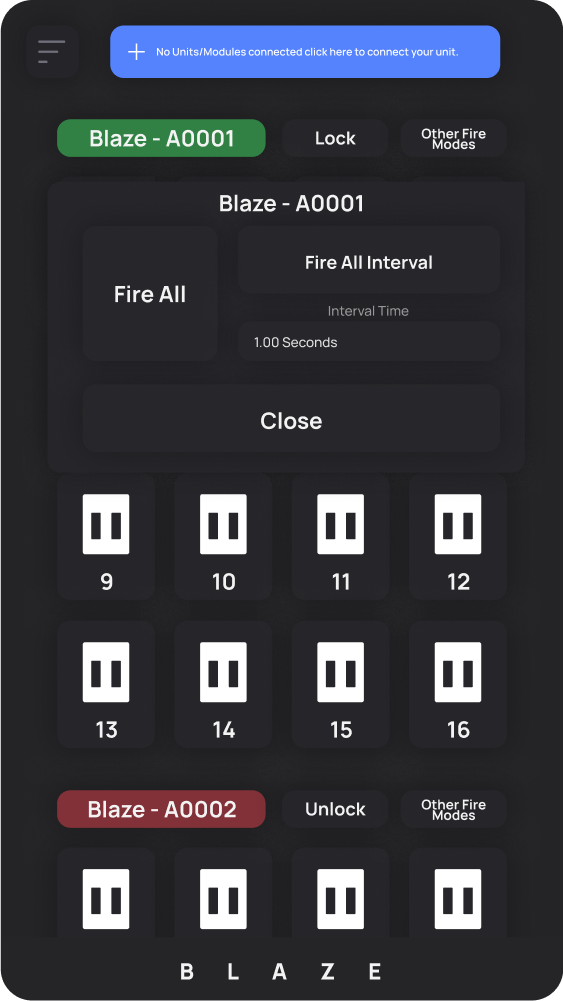 No Units/Modules connected click here to connect your unit.
Blaze - A0001
Lock
Other Fire
Modes
Blaze - A0001
Fire All
Fire All Interval
Interval Time
1.00 Seconds
Close
9
10
11
12
13
14
15
16
Blaze - A0002
Unlock
Other Fire
Modes
B L A Z E